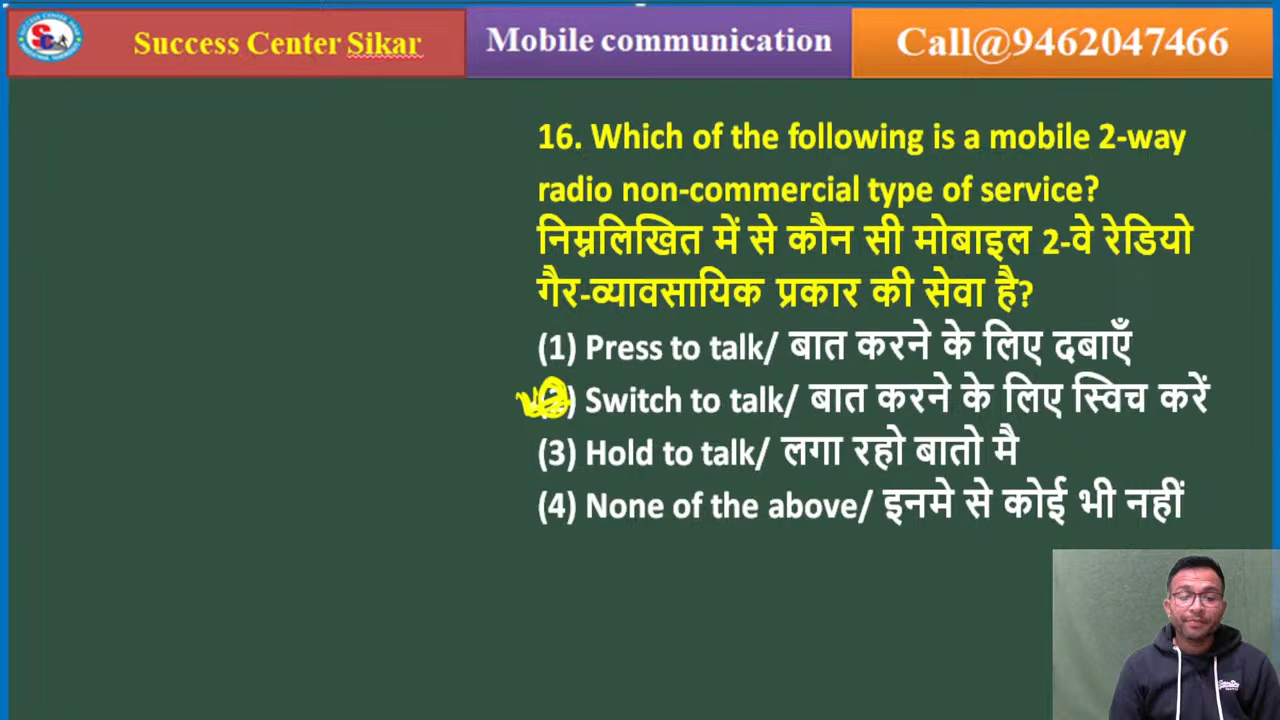 Success Center Sikar
Mobile communication
Call@9462047466
16. Which of the following is a mobile 2-way
radio non-commercial type of service?
निम्नलिखित में से कौन सी मोबाइल 2-वे रेडियो
गैर-व्यावसायिक प्रकार की सेवा है?
(1) Press to talk/ बात करने के लिए दबाएँ
(2) Switch to talk/ बात करने के लिए स्विच करें
(3) Hold to talk/ लगा रहो बातो मै
(4) None of the above/ इनमे से कोई भी नहीं